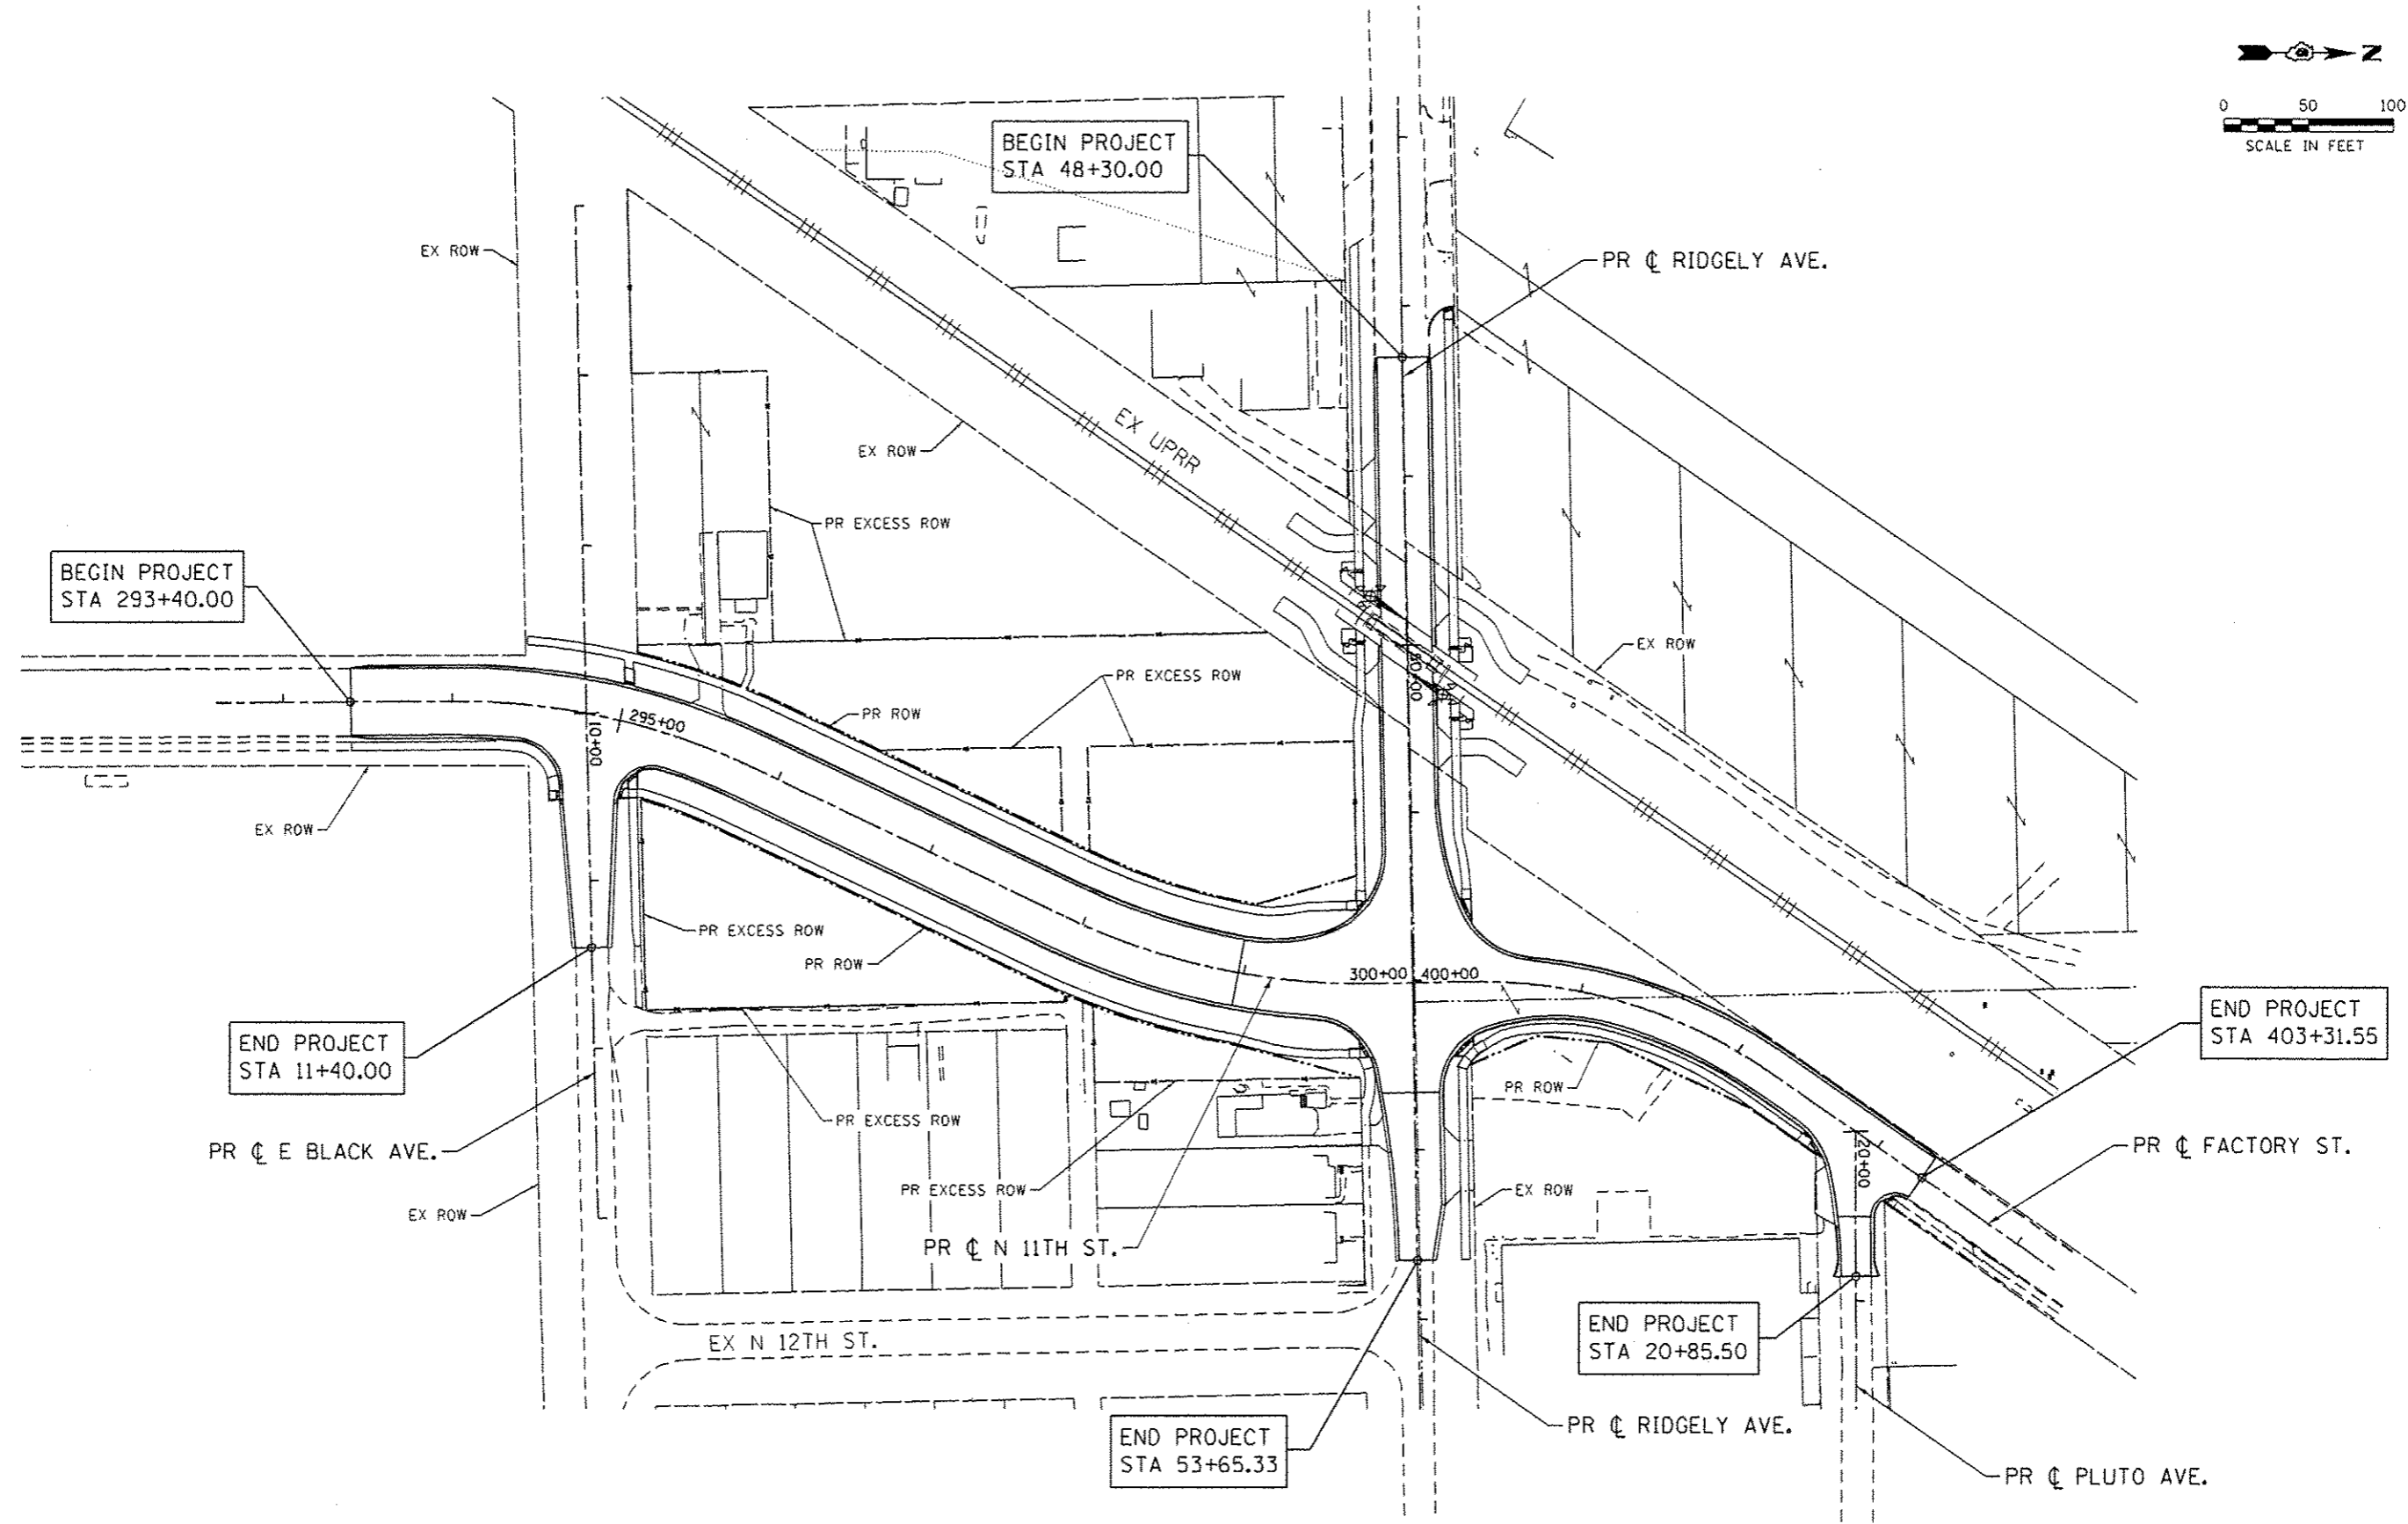 N
0 50 100
SCALE IN FEET
BEGIN PROJECT
STA 48+30.00
EX ROW
PR ℄ RIDGELY AVE.
EX UPRR
EX ROW
PR EXCESS ROW
BEGIN PROJECT
STA 293+40.00
EX ROW
PR EXCESS ROW
PR ROW
295+00
10+00
50+00
EX ROW
PR EXCESS ROW
PR ROW
300+00 400+00
END PROJECT
STA 403+31.55
END PROJECT
STA 11+40.00
PR ROW
PR EXCESS ROW
PR ℄ E BLACK AVE.
PR ℄ FACTORY ST.
20+00
PR EXCESS ROW
EX ROW
EX ROW
PR ℄ N 11TH ST.
EX N 12TH ST.
END PROJECT
STA 20+85.50
END PROJECT
STA 53+65.33
PR ℄ RIDGELY AVE.
PR ℄ PLUTO AVE.